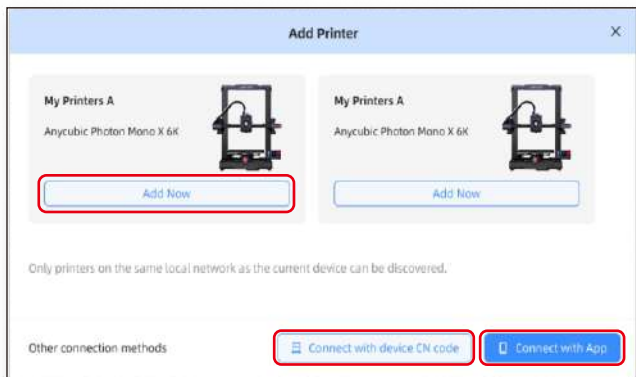 Add Printer
My Printers A
Anycubic Photon Mono X 6K
Add Now
My Printers A
Anycubic Photon Mono X 6K
Add Now
Only printers on the same local network as the current device can be discovered.
Other connection methods
Connect with device CN code
Connect with App